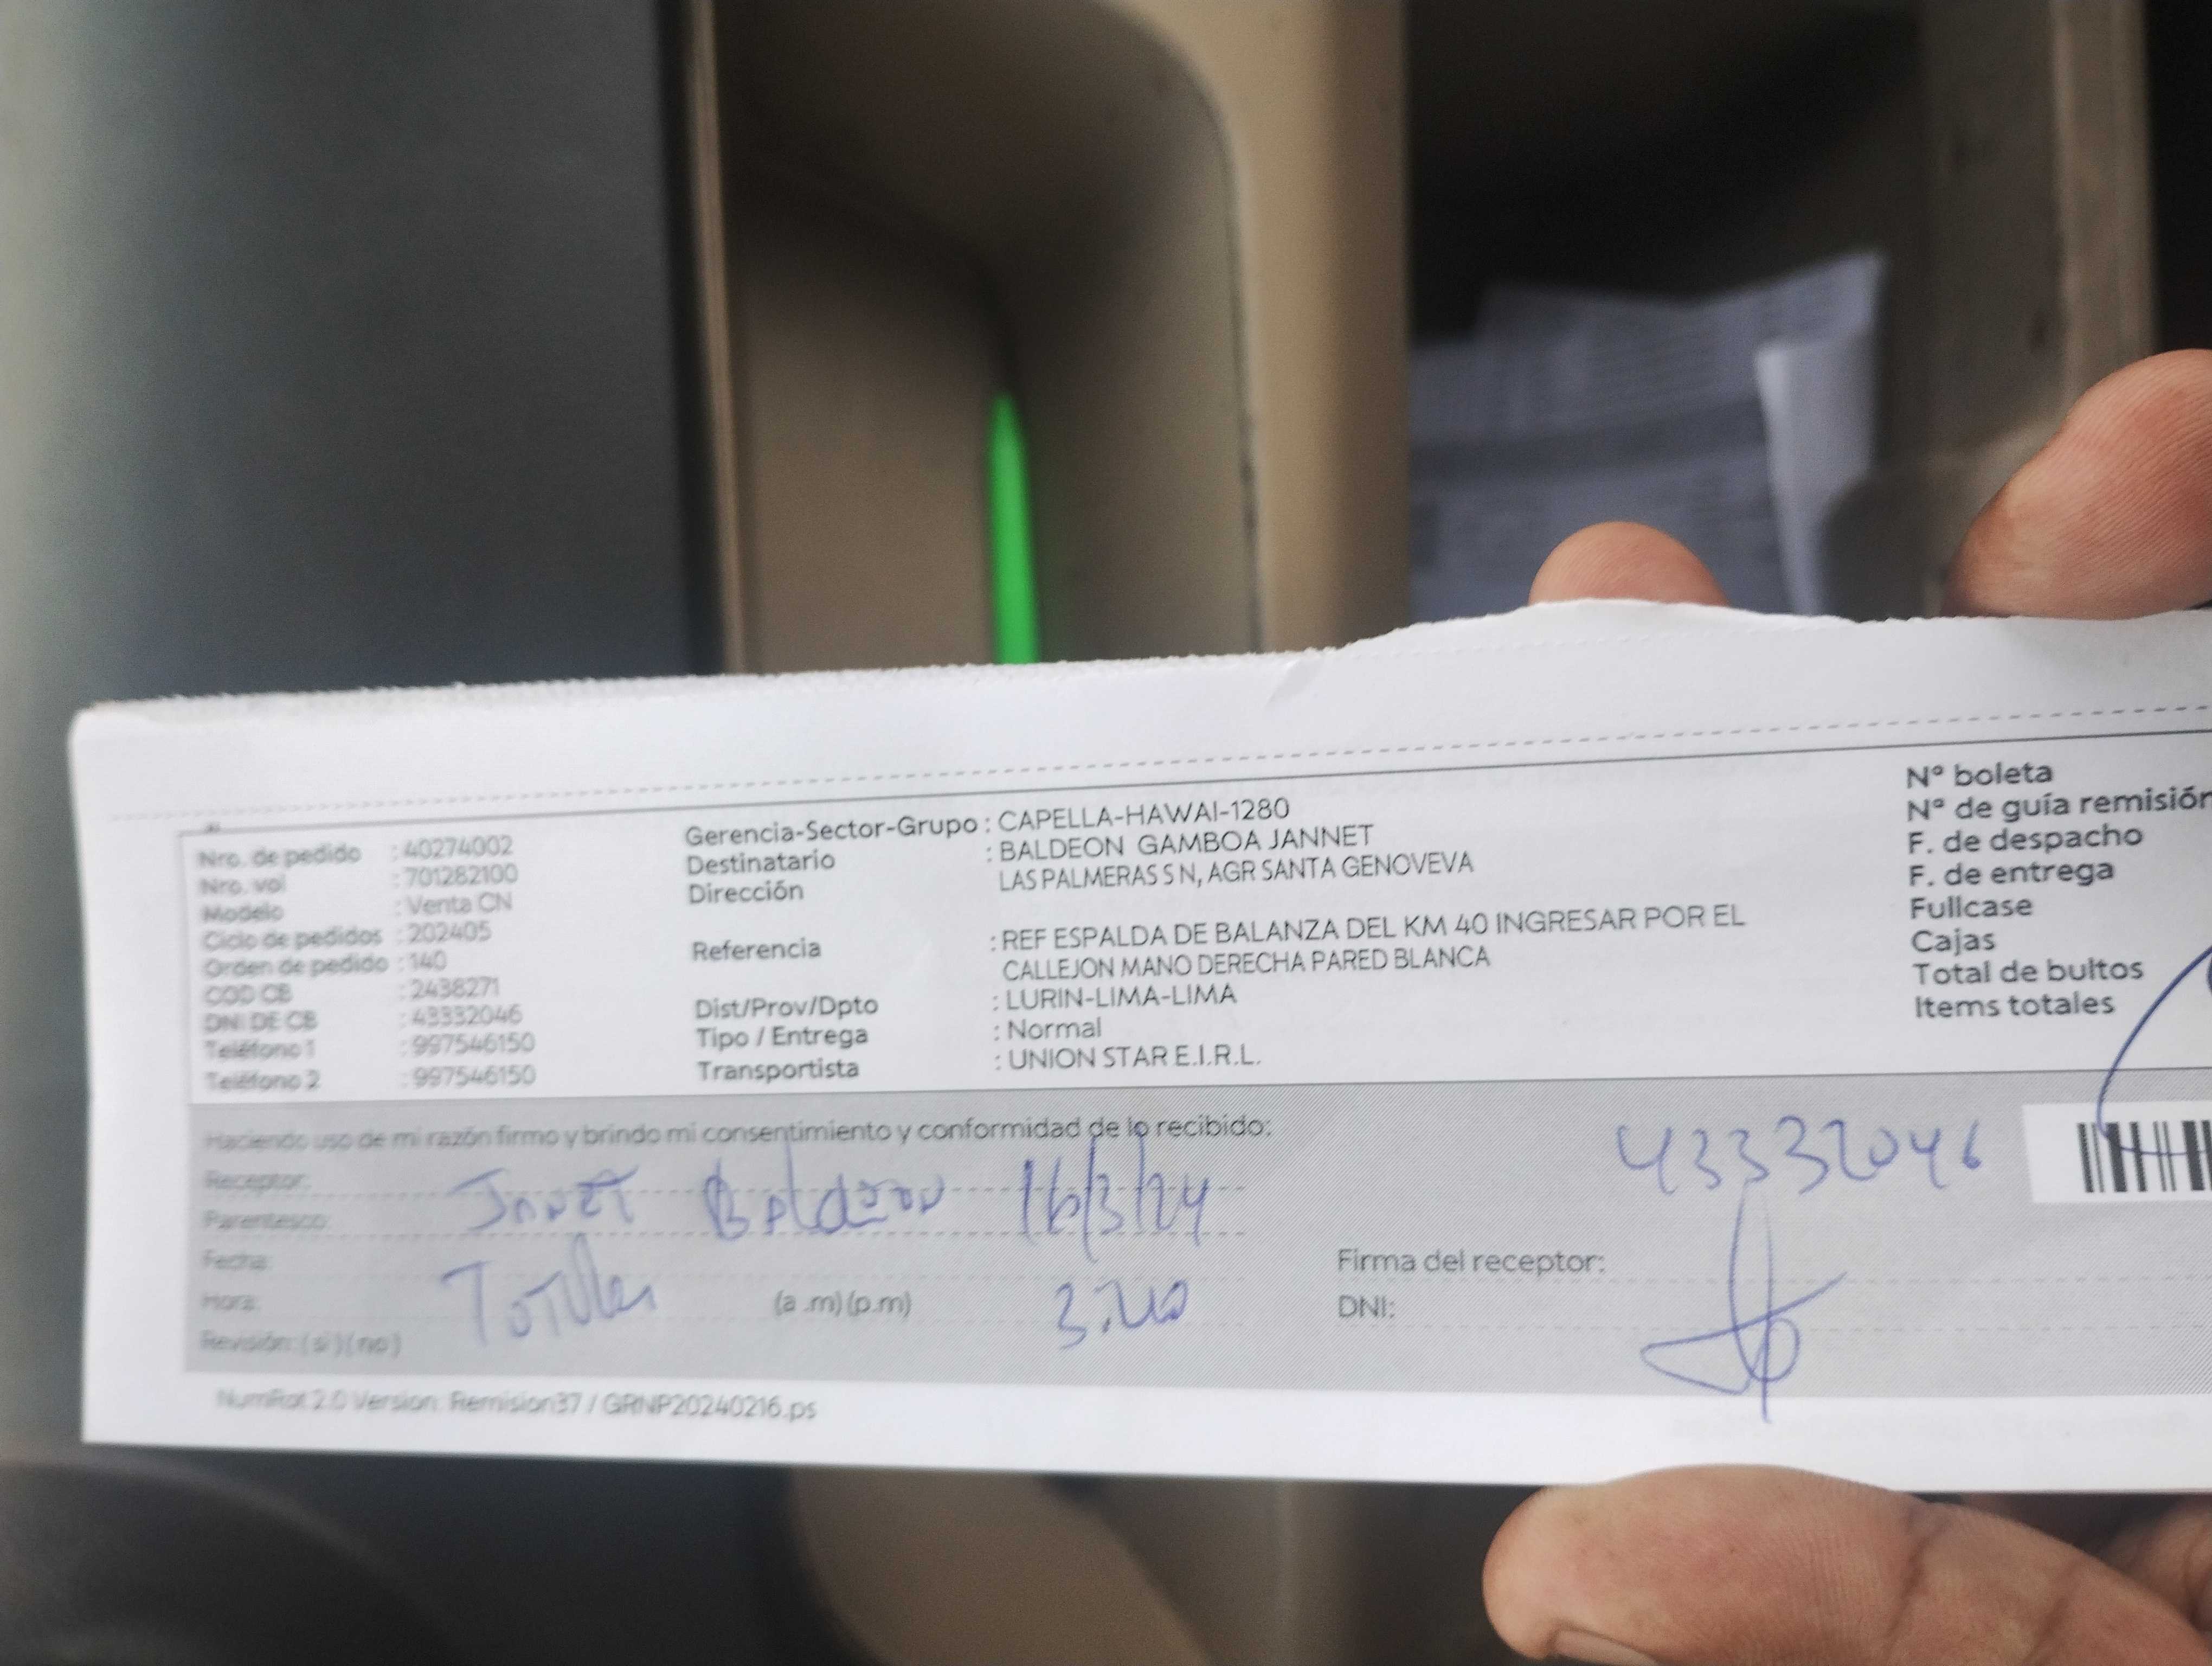 Nro. de pedido : 40274002
Nro. vol : 701282100
Modelo : Venta CN
Ciclo de pedidos : 202405
Orden de pedido : 140
COD CB : 2438271
DNI DE CB : 43332046
Teléfono 1 : 997546150
Teléfono 2 : 997546150
Gerencia-Sector-Grupo : CAPELLA-HAWAI-1280
Destinatario : BALDEON GAMBOA JANNET
Dirección LAS PALMERAS S N, AGR SANTA GENOVEVA
Referencia : REF ESPALDA DE BALANZA DEL KM 40 INGRESAR POR EL
CALLEJON MANO DERECHA PARED BLANCA
Dist/Prov/Dpto : LURIN-LIMA-LIMA
Tipo / Entrega : Normal
Transportista : UNION STAR E.I.R.L.
Nº boleta
Nº de guía remisión
F. de despacho
F. de entrega
Fullcase
Cajas
Total de bultos
Items totales
Haciendo uso de mi razón firmo y brindo mi consentimiento y conformidad de lo recibido:
Receptor: Janet Baldeon 16/3/24
Parentesco:
Fecha:
Hora: (a .m) (p.m)
Revisión: ( si ) ( no )
43332046
Firma del receptor:
DNI:
NumRot 2.0 Version: Remision37 / GRNP20240216.ps